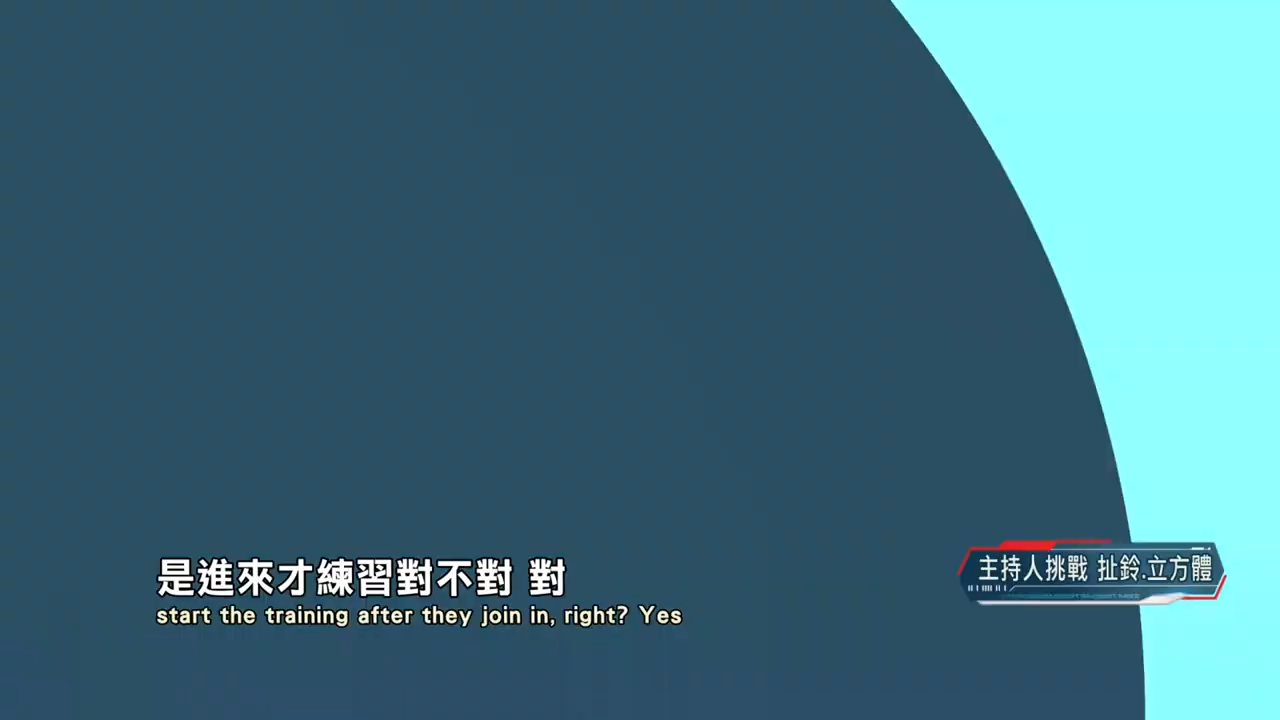 是進來才練習對不對 對
start the training after they join in, right? Yes
主持人挑戰 扯鈴.立方體